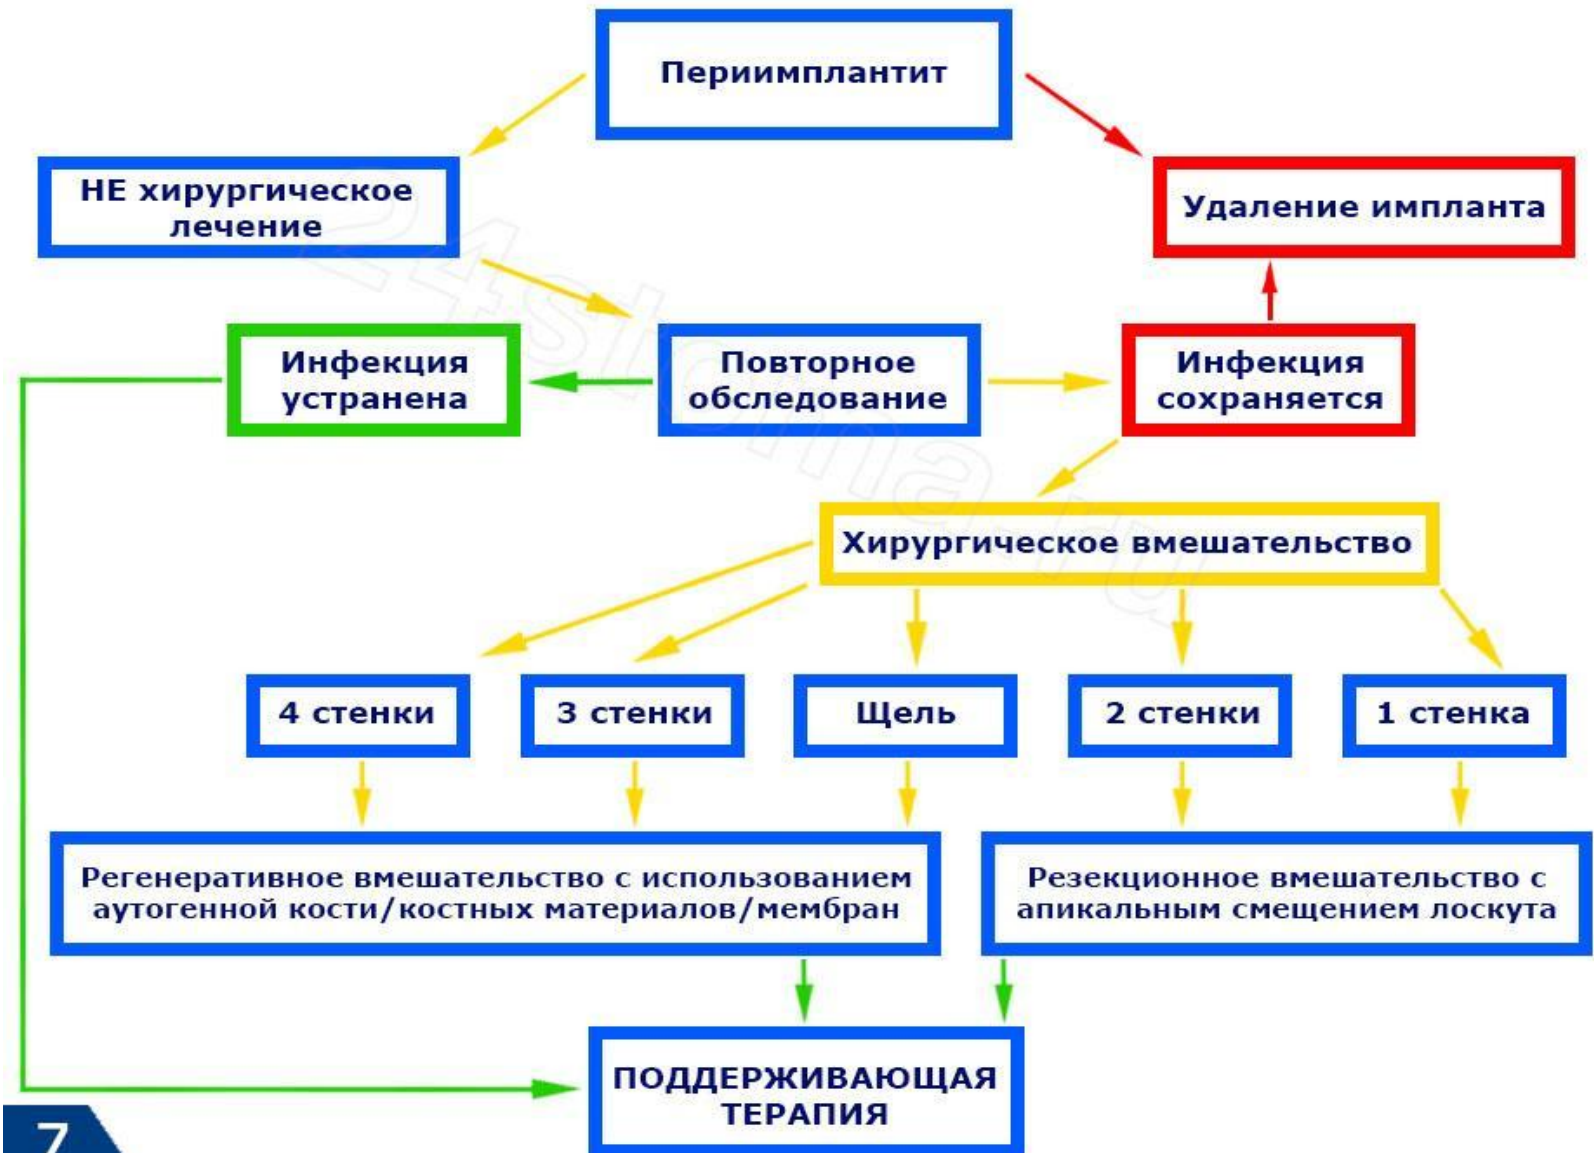 Периимплантит
НЕ хирургическое
лечение
Удаление импланта
Инфекция
устранена
Повторное
обследование
Инфекция
сохраняется
Хирургическое вмешательство
4 стенки
3 стенки
Щель
2 стенки
1 стенка
Регенеративное вмешательство с использованием
аутогенной кости/костных материалов/мембран
Резекционное вмешательство с
апикальным смещением лоскута
ПОДДЕРЖИВАЮЩАЯ
ТЕРАПИЯ
7
24stoma.ru